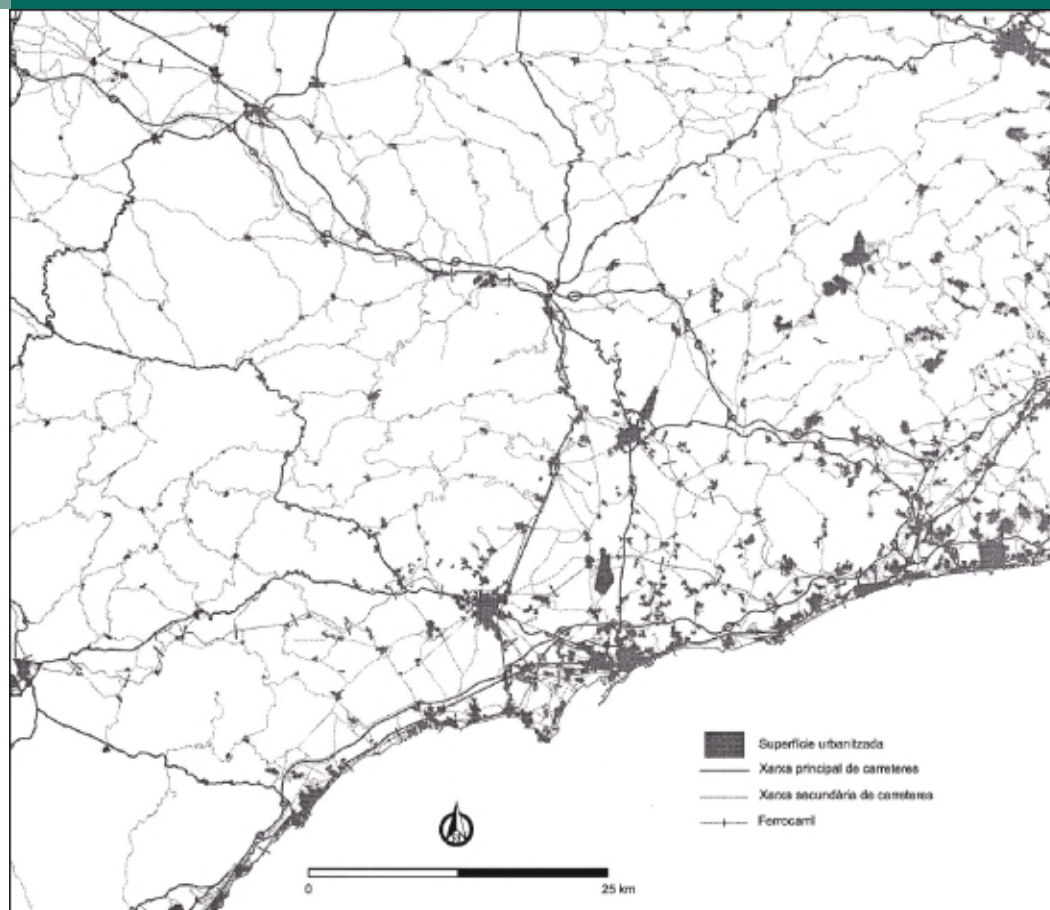 Superfície urbanitzada
Xarxa principal de carreteres
Xarxa secundària de carreteres
Ferrocarril
0 25 km